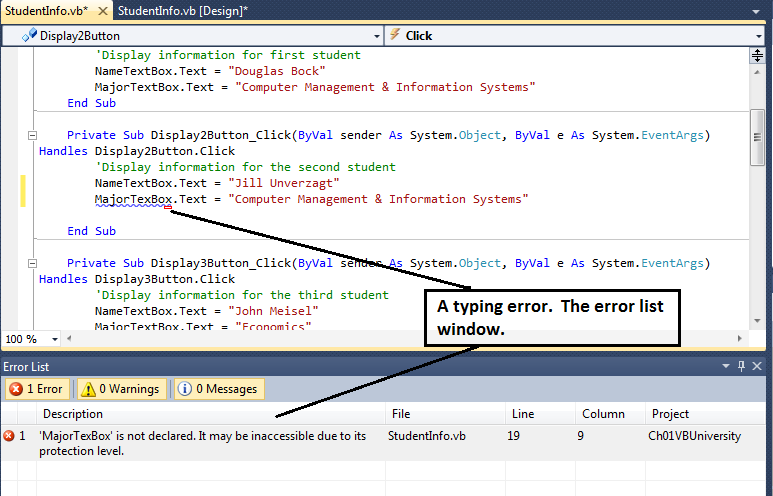 StudentInfo.vb* StudentInfo.vb [Design]*
Display2Button Click
'Display information for first student
NameTextBox.Text = "Douglas Bock"
MajorTextBox.Text = "Computer Management & Information Systems"
End Sub
Private Sub Display2Button_Click(ByVal sender As System.Object, ByVal e As System.EventArgs)
Handles Display2Button.Click
'Display information for the second student
NameTextBox.Text = "Jill Unverzagt"
MajorTexBox.Text = "Computer Management & Information Systems"
End Sub
Private Sub Display3Button_Click(ByVal sender As System.Object, ByVal e As System.EventArgs)
Handles Display3Button.Click
'Display information for the third student
NameTextBox.Text = "John Meisel"
MajorTextBox.Text = "Economics"
A typing error. The error list
window.
100 %
Error List
1 Error 0 Warnings 0 Messages
Description File Line Column Project
1 'MajorTexBox' is not declared. It may be inaccessible due to its StudentInfo.vb 19 9 Ch01VBUniversity
protection level.